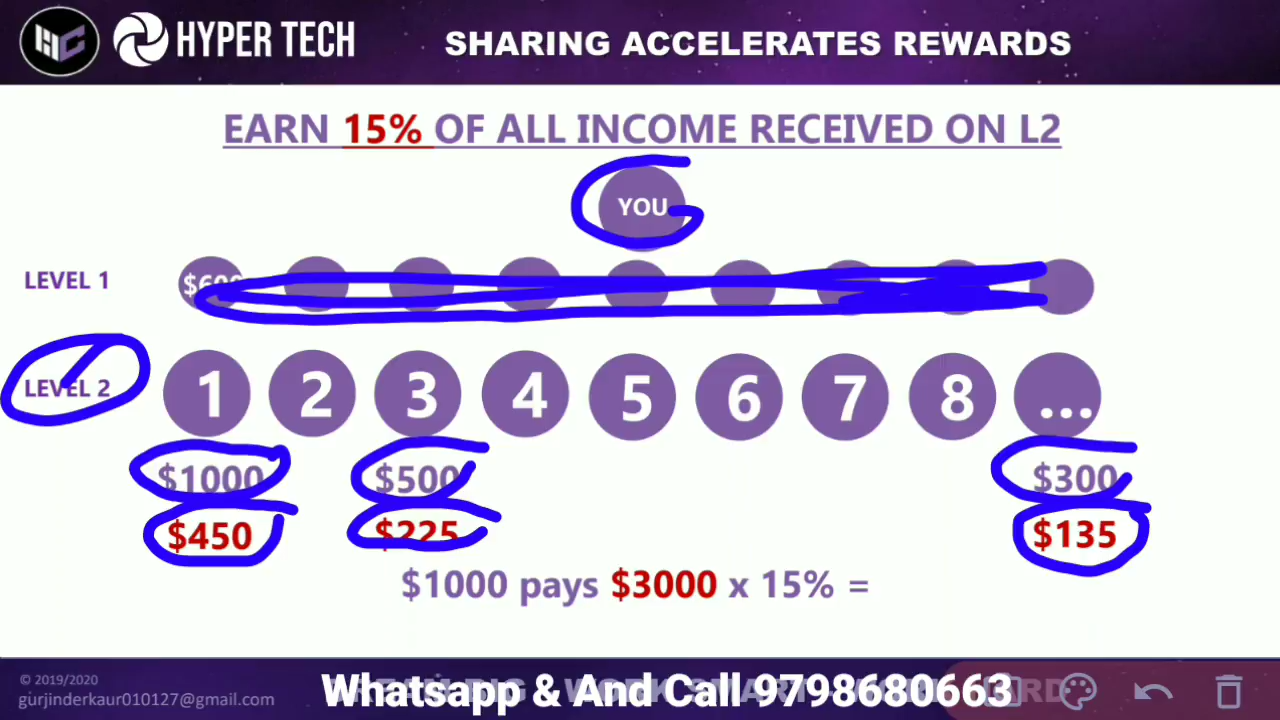 HC HYPER TECH SHARING ACCELERATES REWARDS
EARN 15% OF ALL INCOME RECEIVED ON L2
YOU
LEVEL 1 $600
LEVEL 2 1 2 3 4 5 6 7 8 ...
$1000 $500 $300
$450 $225 $135
$1000 pays $3000 x 15% =
© 2019/2020
gurjinderkaur010127@gmail.com
Whatsapp & And Call 9798680663